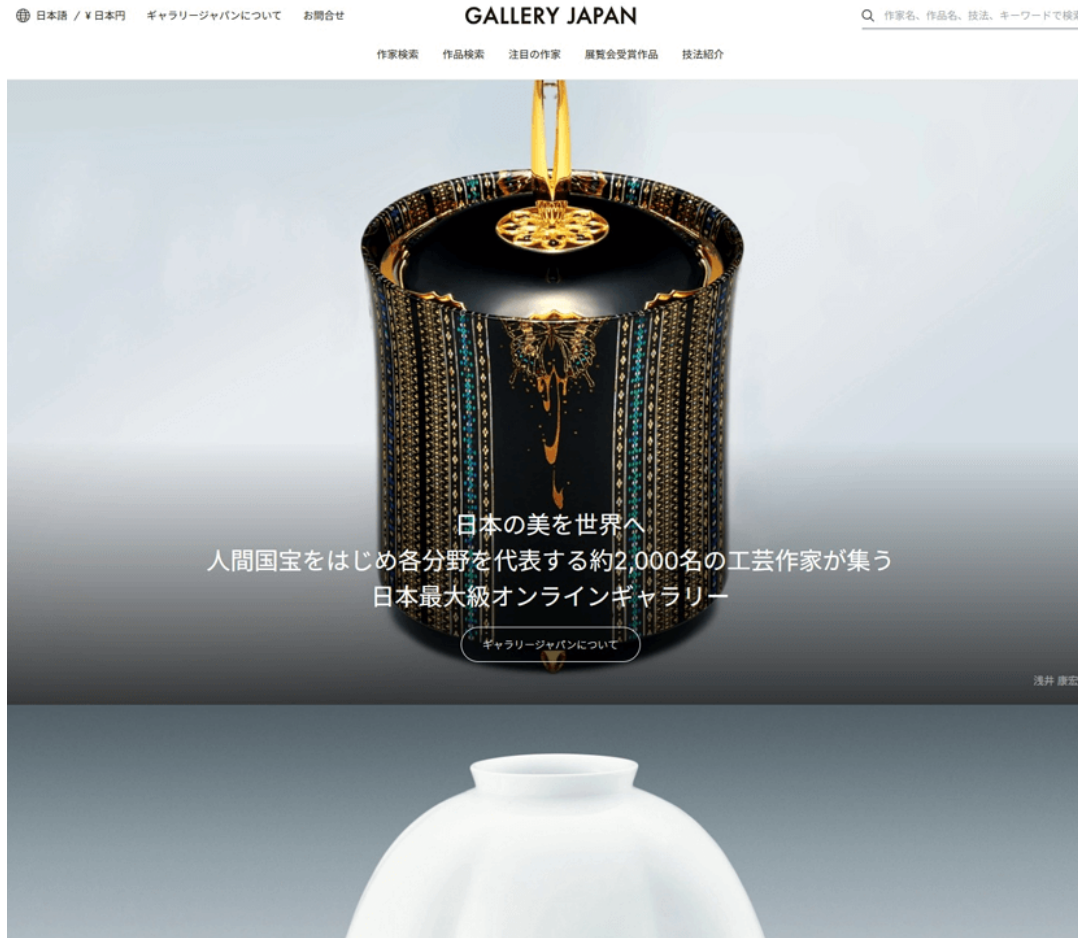 日本語 / ¥ 日本円 ギャラリージャパンについて お問合せ
GALLERY JAPAN
作家名、作品名、技法、キーワードで検索
作家検索 作品検索 注目の作家 展覧会受賞作品 技法紹介
日本の美を世界へ
人間国宝をはじめ各分野を代表する約2,000名の工芸作家が集う
日本最大級オンラインギャラリー
ギャラリージャパンについて
浅井 康宏